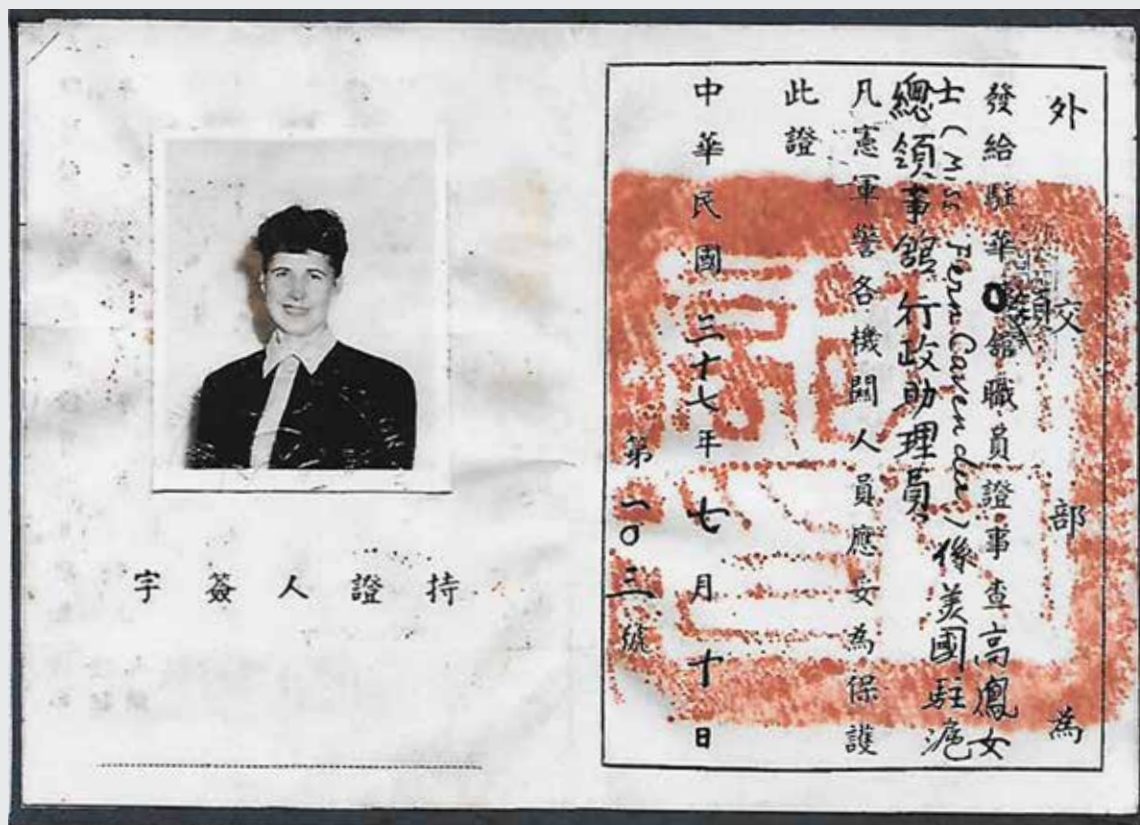 外交部為
發給駐華領館職員證事查高鳳女
士(Miss Fern Cavender)係美國駐滬
總領事館行政助理員
凡憲軍警各機關人員應妥為保護
此證
中華民國三十七年七月十日
第一〇三號
持證人簽字